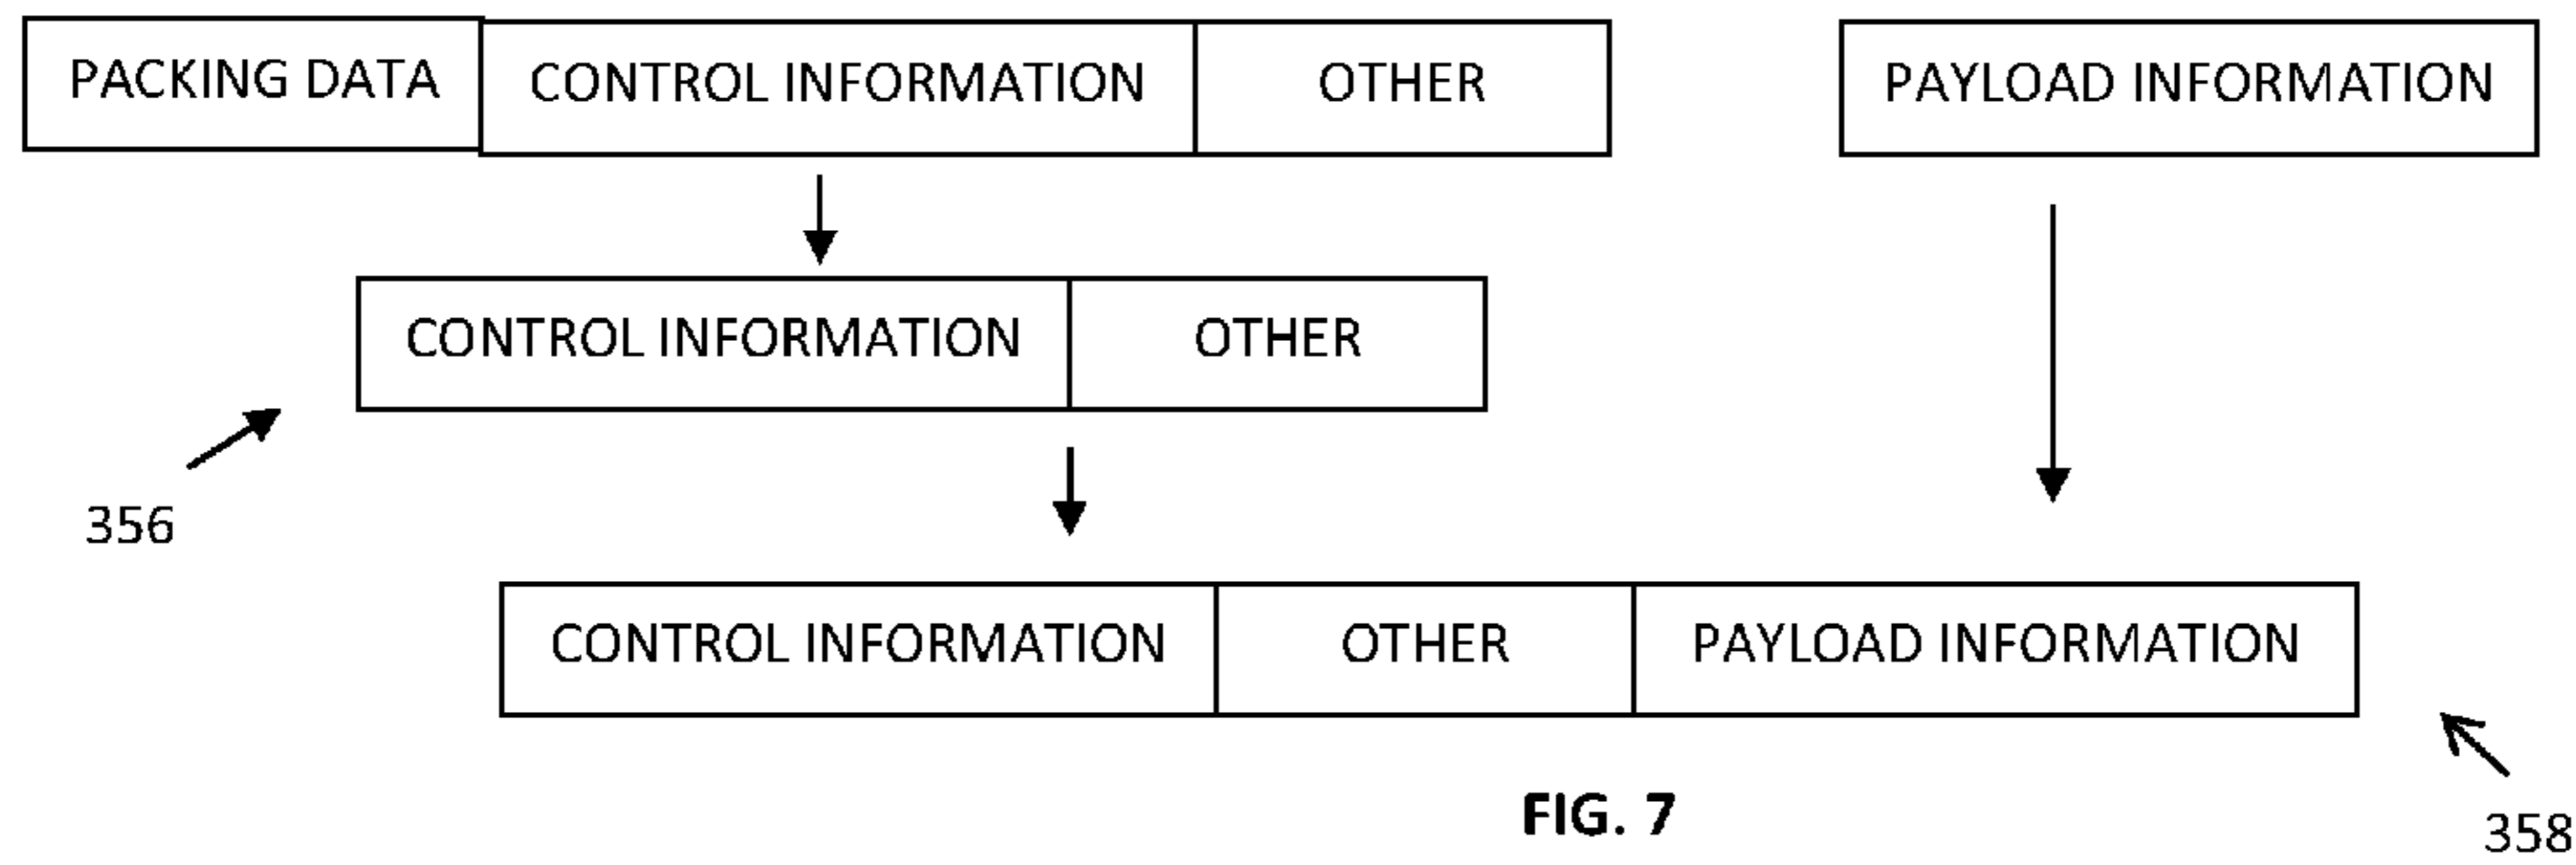 PACKING DATA CONTROL INFORMATION OTHER PAYLOAD INFORMATION
CONTROL INFORMATION OTHER
356
CONTROL INFORMATION OTHER PAYLOAD INFORMATION
FIG. 7
358